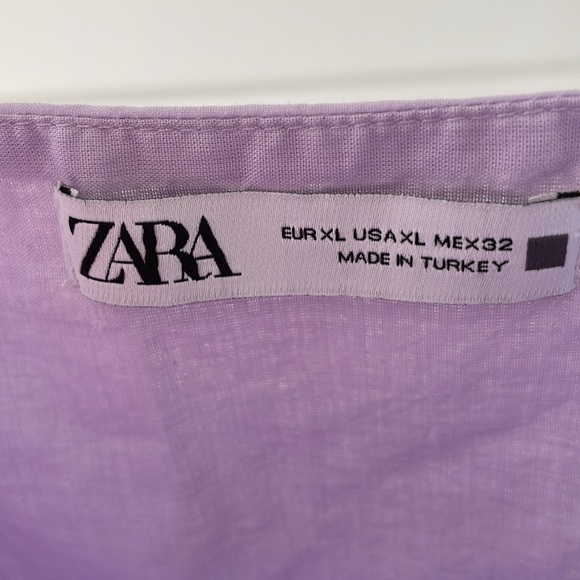 ZARA
EUR XL USA XL MEX 32
MADE IN TURKEY